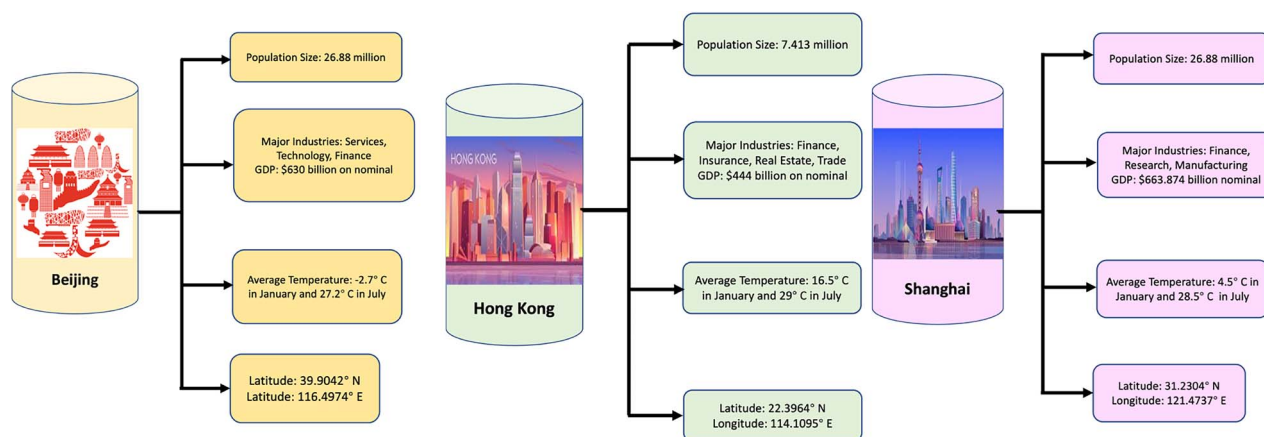 Population Size: 26.88 million
Major Industries: Services,
Technology, Finance
GDP: $630 billion on nominal
Beijing
Average Temperature: -2.7° C
in January and 27.2° C in July
Latitude: 39.9042° N
Latitude: 116.4974° E
Population Size: 7.413 million
HONG KONG
Major Industries: Finance,
Insurance, Real Estate, Trade
GDP: $444 billion on nominal
Hong Kong
Average Temperature: 16.5° C
in January and 29° C in July
Latitude: 22.3964° N
Longitude: 114.1095° E
Population Size: 26.88 million
Major Industries: Finance,
Research, Manufacturing
GDP: $663.874 billion nominal
Shanghai
Average Temperature: 4.5° C in
January and 28.5° C in July
Latitude: 31.2304° N
Longitude: 121.4737° E